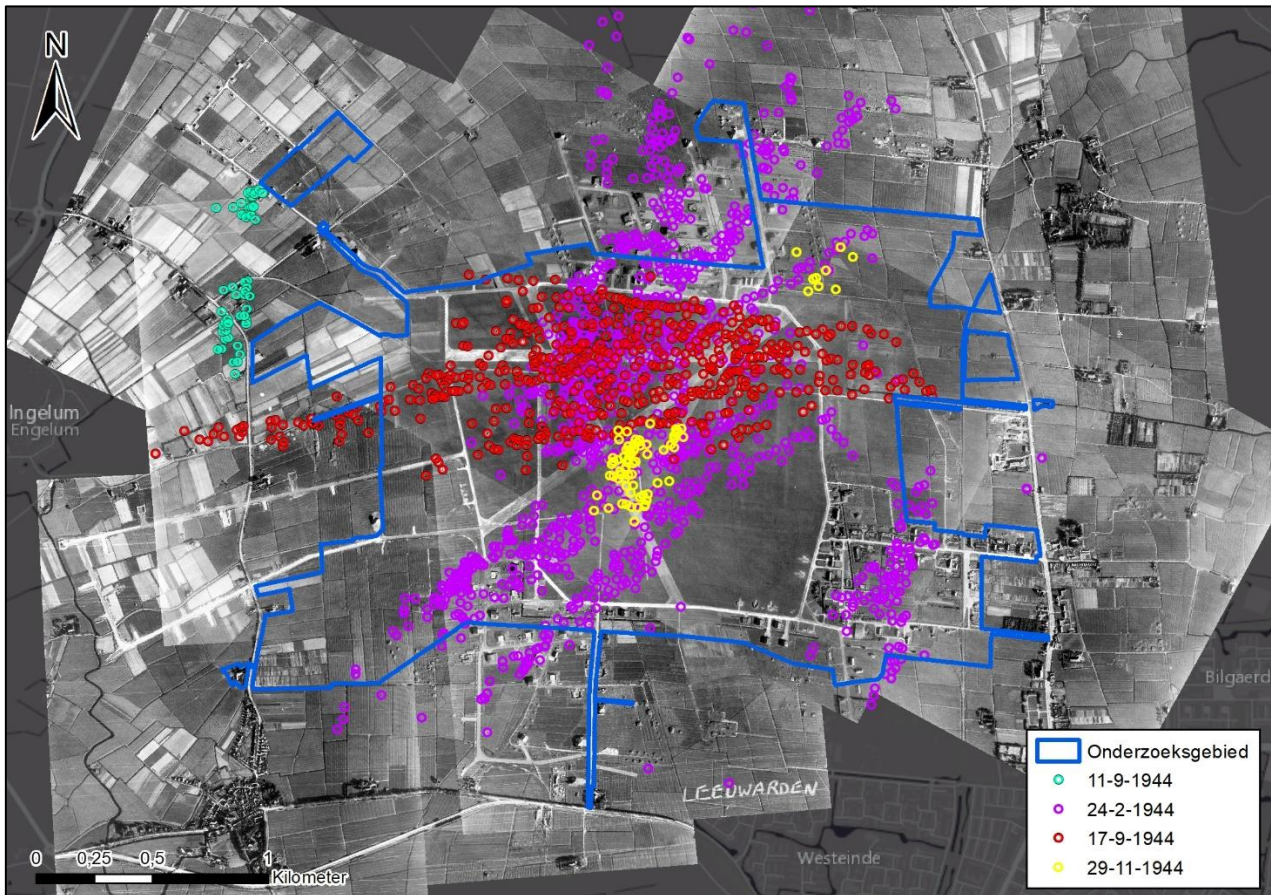 N
Ingelum
Engelum
Bilgaerd
LEEUWARDEN
Westeinde
0 0,25 0,5 1
Kilometer
Onderzoeksgebied
11-9-1944
24-2-1944
17-9-1944
29-11-1944